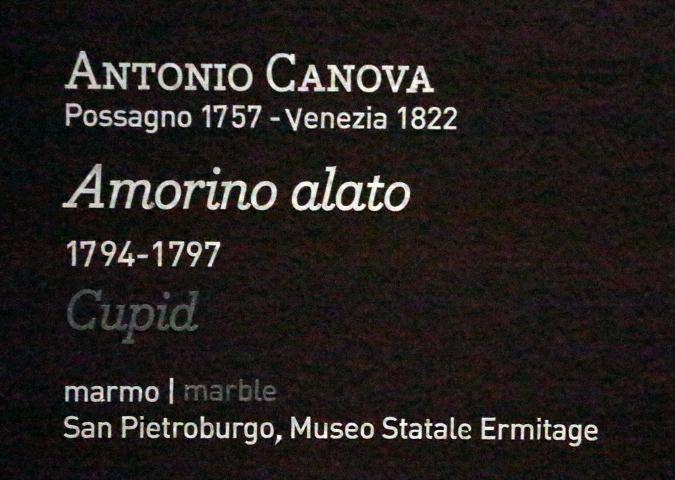 ANTONIO CANOVA
Possagno 1757 - Venezia 1822
Amorino alato
1794-1797
Cupid
marmo | marble
San Pietroburgo, Museo Statale Ermitage